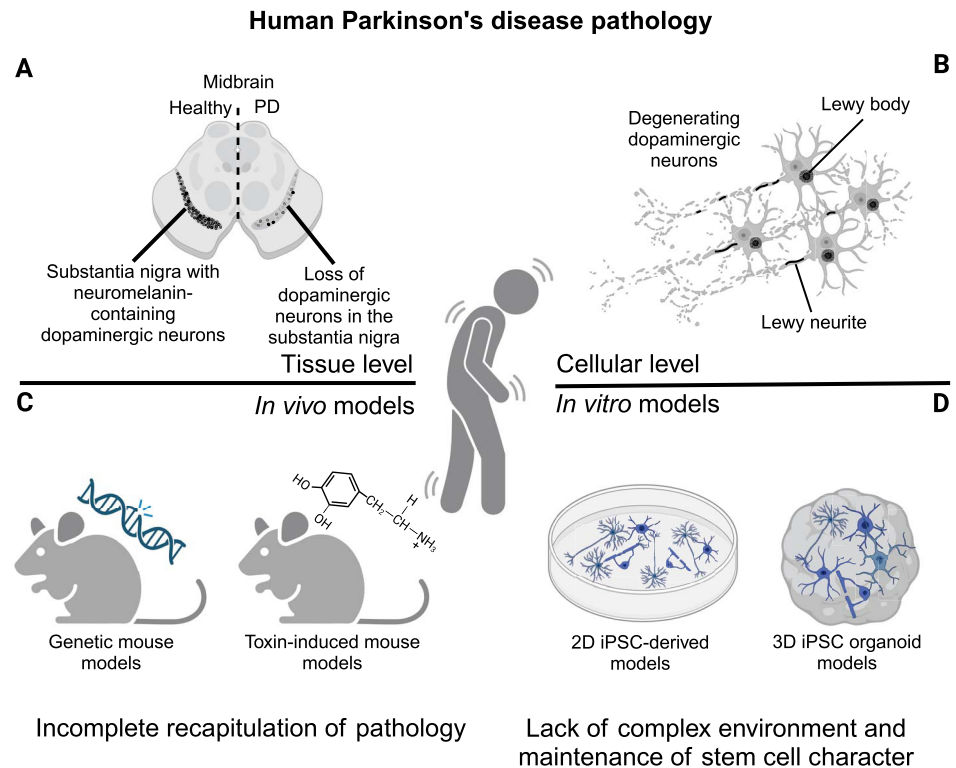 Human Parkinson's disease pathology
A
Midbrain
Healthy
PD
Substantia nigra with
neuromelanin-
containing
dopaminergic neurons
Loss of
dopaminergic
neurons in the
substantia nigra
Tissue level
B
Degenerating
dopaminergic
neurons
Lewy body
Lewy neurite
Cellular level
C
In vivo models
HO
OH
CH₂
CH
H
NH₃
+
Genetic mouse
models
Toxin-induced mouse
models
Incomplete recapitulation of pathology
In vitro models
D
2D iPSC-derived
models
3D iPSC organoid
models
Lack of complex environment and
maintenance of stem cell character